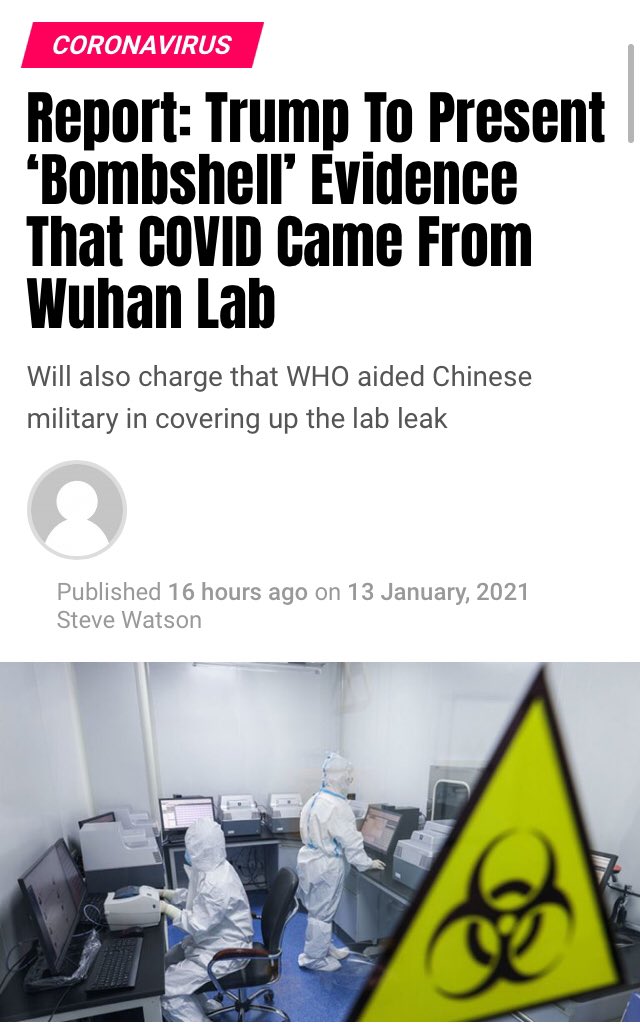 CORONAVIRUS
Report: Trump To Present
‘Bombshell’ Evidence
That COVID Came From
Wuhan Lab
Will also charge that WHO aided Chinese
military in covering up the lab leak
Published 16 hours ago on 13 January, 2021
Steve Watson